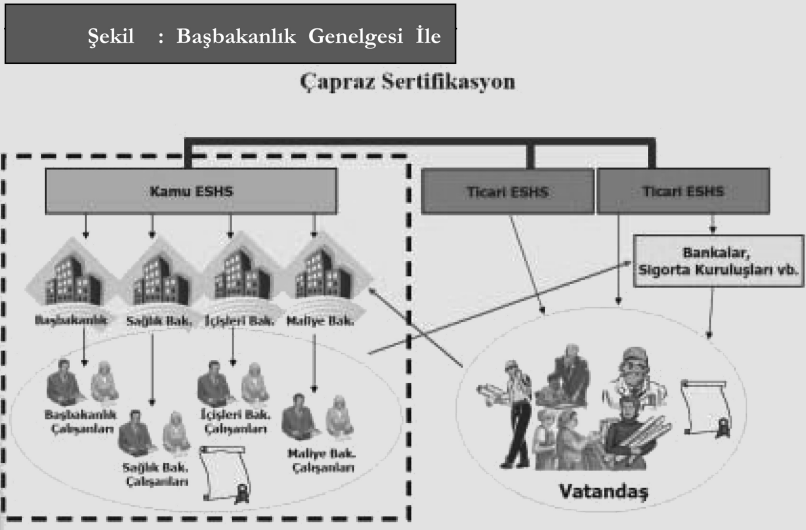 Şekil : Başbakanlık Genelgesi İle
Çapraz Sertifikasyon
Kamu ESHS
Ticari ESHS
Ticari ESHS
Bankalar,
Sigorta Kuruluşları vb.
Başbakanlık
Sağlık Bak.
İçişleri Bak.
Maliye Bak.
Başbakanlık
Çalışanları
Sağlık Bak.
Çalışanları
İçişleri Bak.
Çalışanları
Maliye Bak.
Çalışanları
Vatandaş